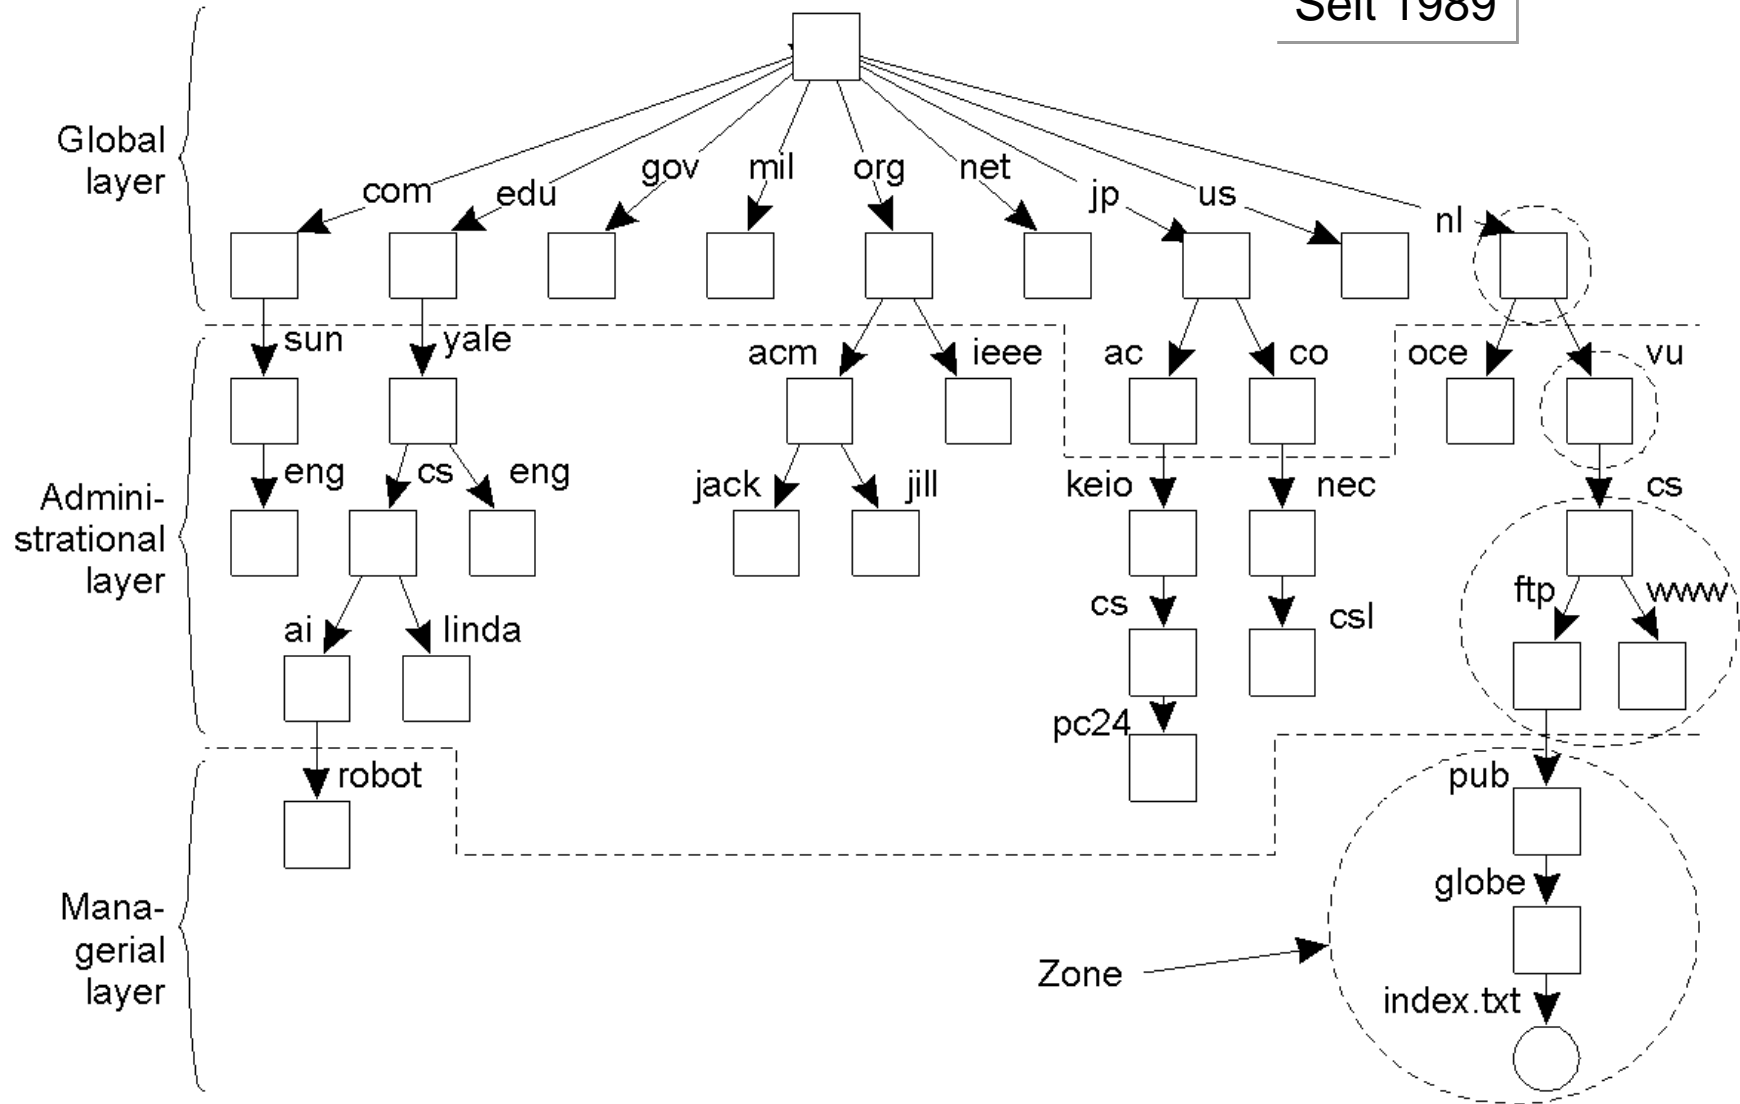 Seit 1989
Global
layer
gov
mil
org
net
com
edu
jp
us
nl
sun
yale
acm
ieee
ac
co
oce
vu
Admini-
strational
layer
eng
cs
eng
jack
jill
keio
nec
cs
ftp
www
ai
linda
cs
csl
pc24
robot
pub
Mana-
gerial
layer
globe
Zone
index.txt